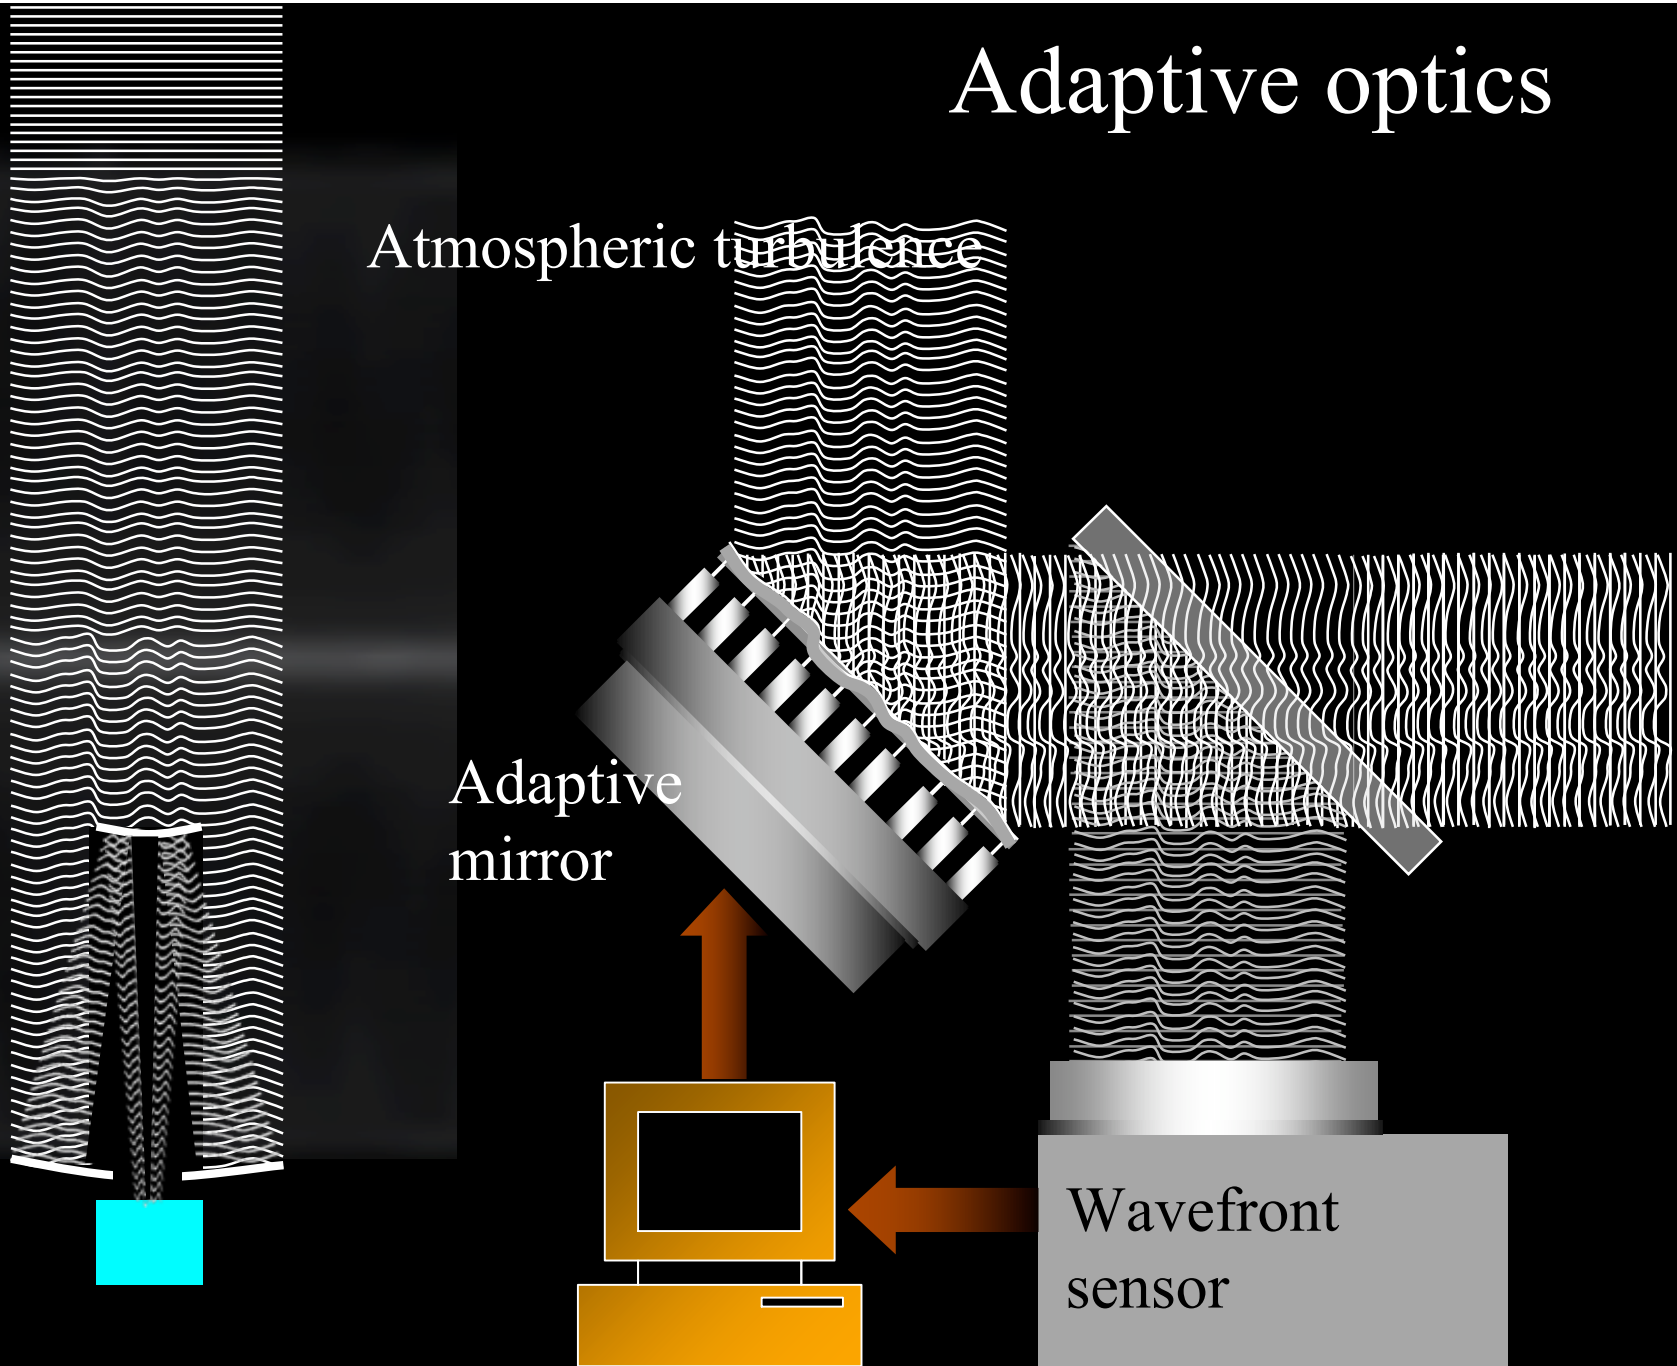 Adaptive optics
Atmospheric turbulence
Adaptive
mirror
Wavefront
sensor